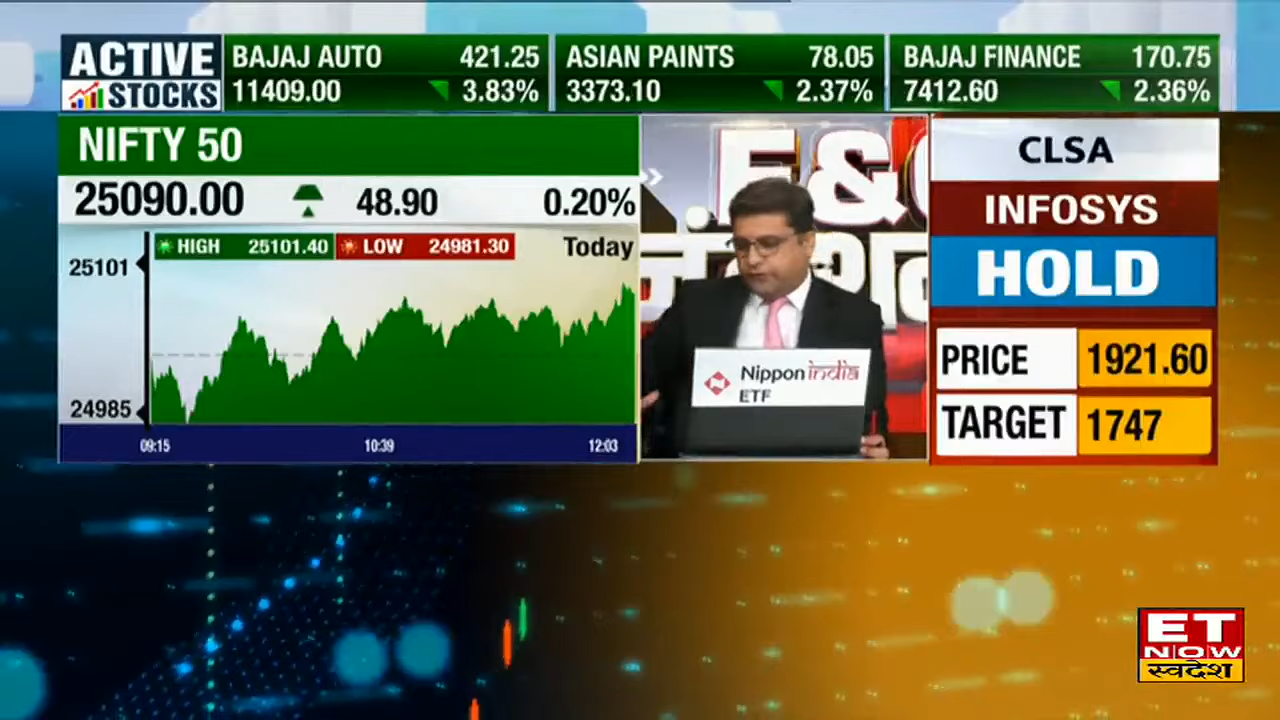 ACTIVE
STOCKS
BAJAJ AUTO 421.25
11409.00 3.83%
ASIAN PAINTS 78.05
3373.10 2.37%
BAJAJ FINANCE 170.75
7412.60 2.36%
NIFTY 50
25090.00 48.90 0.20%
HIGH 25101.40 LOW 24981.30 Today
25101
24985
09:15 10:39 12:03
F&
Nippon india
ETF
CLSA
INFOSYS
HOLD
PRICE 1921.60
TARGET 1747
ET
NOW
स्वदेश